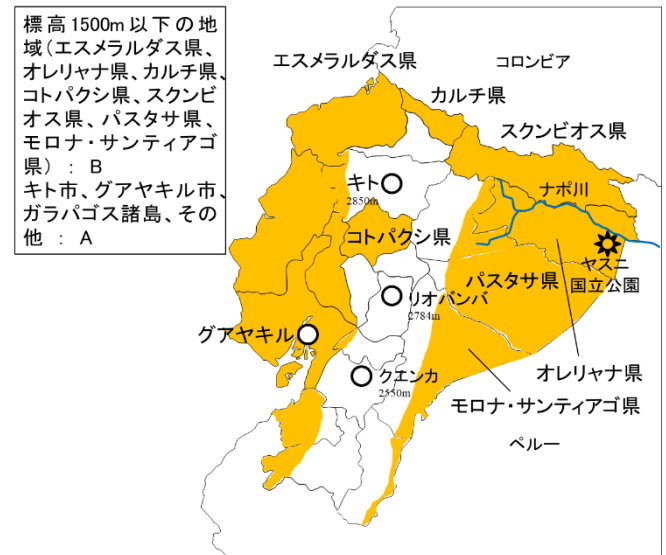 標高1500m以下の地
域(エスメラルダス県、
オレリャナ県、カルチ県、
コトパクシ県、スクンビ
オス県、パスタサ県、
モロナ・サンティアゴ
県) : B
キト市、グアヤキル市、
ガラパゴス諸島、その
他 : A
エスメラルダス県
コロンビア
カルチ県
スクンビオス県
キト
2850m
ナポ川
コトパクシ県
ヤスニ
国立公園
パスタサ県
リオバンバ
2784m
グアヤキル
クエンカ
2550m
オレリャナ県
モロナ・サンティアゴ県
ペルー